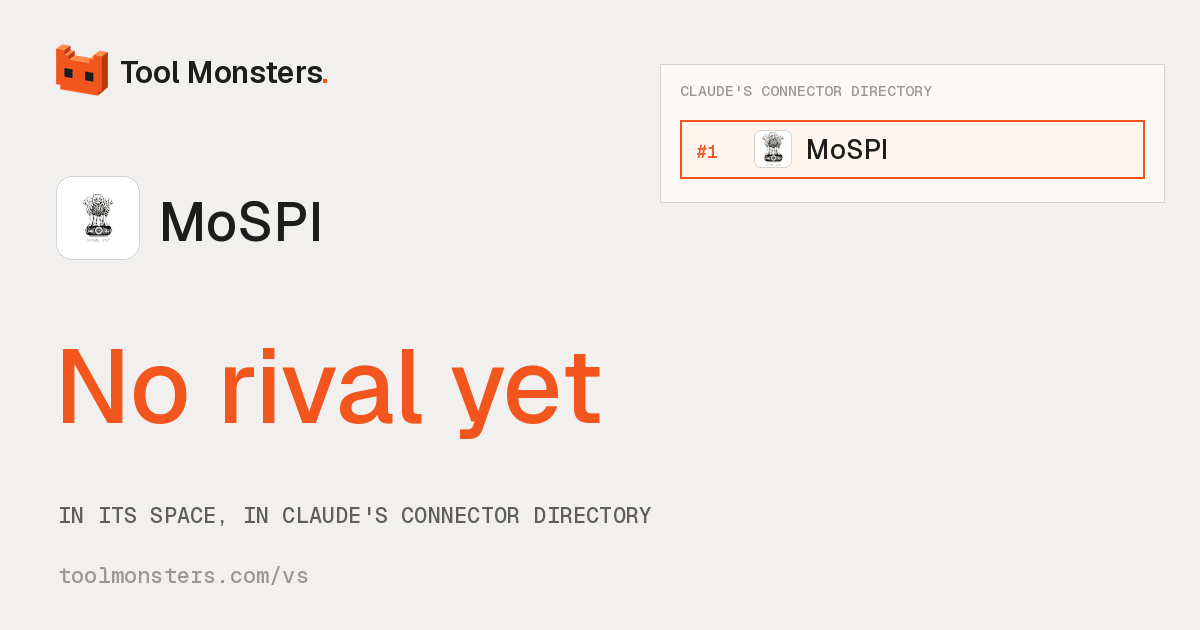 Tool Monsters.
MoSPI
No rival yet
IN ITS SPACE, IN CLAUDE'S CONNECTOR DIRECTORY
toolmonsters.com/vs
CLAUDE'S CONNECTOR DIRECTORY
#1 MoSPI